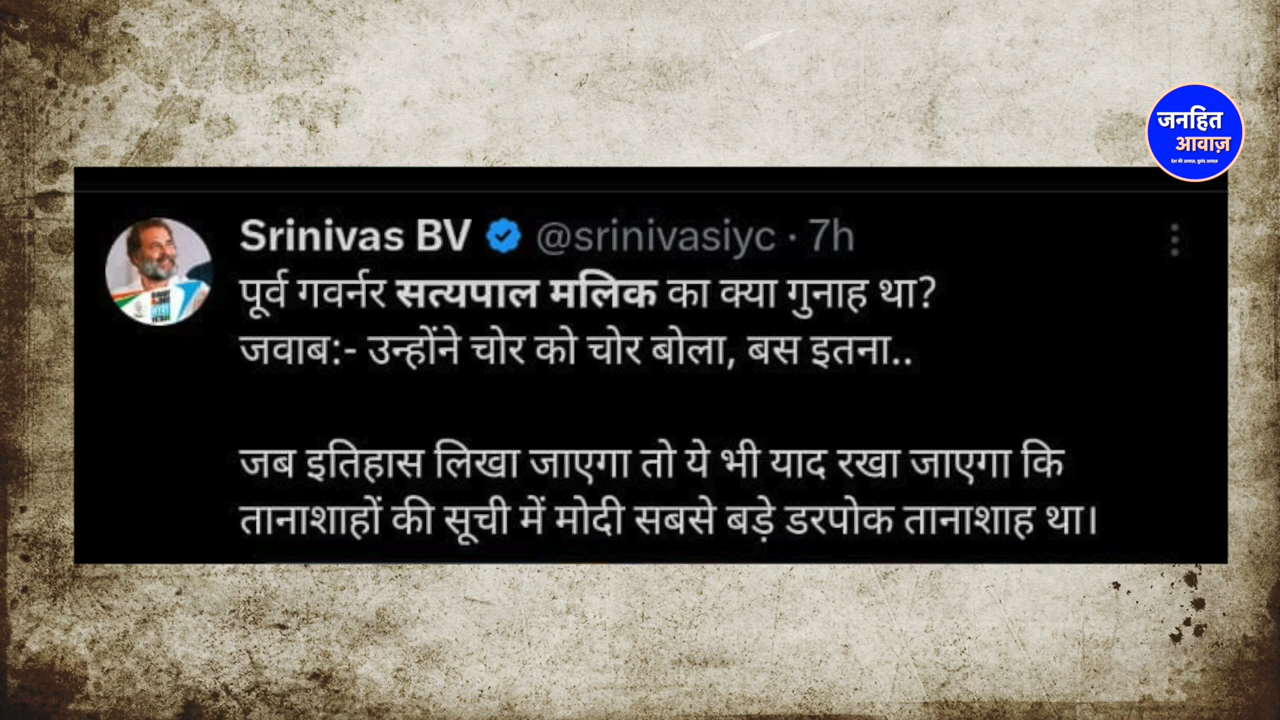 जनहित
आवाज़
Srinivas BV @srinivasiyc · 7h
पूर्व गवर्नर सत्यपाल मलिक का क्या गुनाह था?
जवाब:- उन्होंने चोर को चोर बोला, बस इतना..
जब इतिहास लिखा जाएगा तो ये भी याद रखा जाएगा कि
तानाशाहों की सूची में मोदी सबसे बड़े डरपोक तानाशाह था।